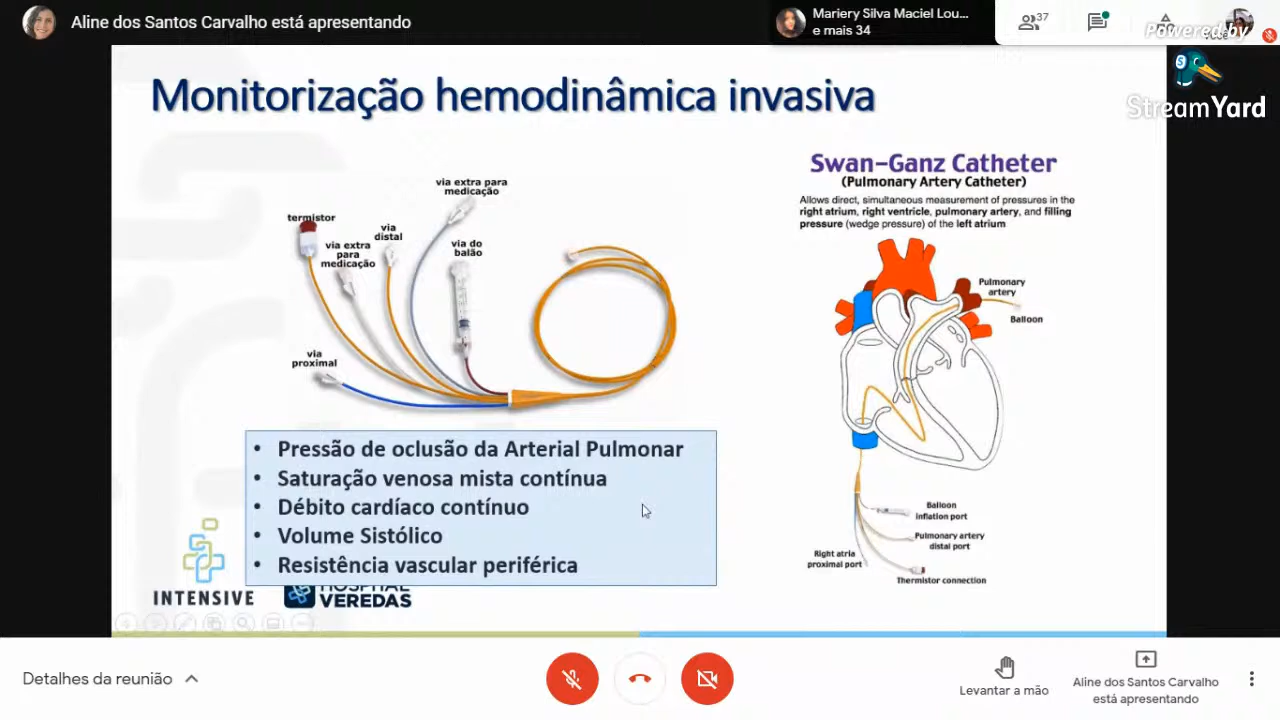 Aline dos Santos Carvalho está apresentando
Mariery Silva Maciel Lou...
e mais 34
37
Powered by
StreamYard
Monitorização hemodinâmica invasiva
via extra para
medicação
termistor
via
distal
via extra
para
medicação
via do
balão
via
proximal
Swan-Ganz Catheter
(Pulmonary Artery Catheter)
Allows direct, simultaneous measurement of pressures in the
right atrium, right ventricle, pulmonary artery, and filling
pressure (wedge pressure) of the left atrium
Pulmonary
artery
Balloon
Balloon
inflation port
Pulmonary artery
distal port
Right atria
proximal port
Thermistor connection
• Pressão de oclusão da Arterial Pulmonar
• Saturação venosa mista contínua
• Débito cardíaco contínuo
• Volume Sistólico
• Resistência vascular periférica
INTENSIVE
HOSPITAL
VEREDAS
Detalhes da reunião
Levantar a mão
Aline dos Santos Carvalho
está apresentando